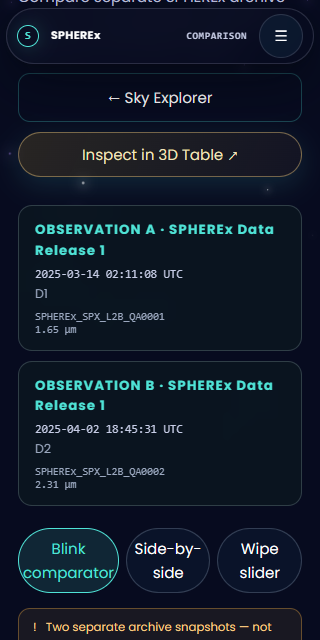 Compare separate SPHEREx archive
S SPHEREx COMPARISON ☰
← Sky Explorer
Inspect in 3D Table ↗
OBSERVATION A · SPHEREx Data
Release 1
2025-03-14 02:11:08 UTC
D1
SPHEREx_SPX_L2B_QA0001
1.65 µm
OBSERVATION B · SPHEREx Data
Release 1
2025-04-02 18:45:31 UTC
D2
SPHEREx_SPX_L2B_QA0002
2.31 µm
Blink
comparator
Side-by-
side
Wipe
slider
! Two separate archive snapshots — not